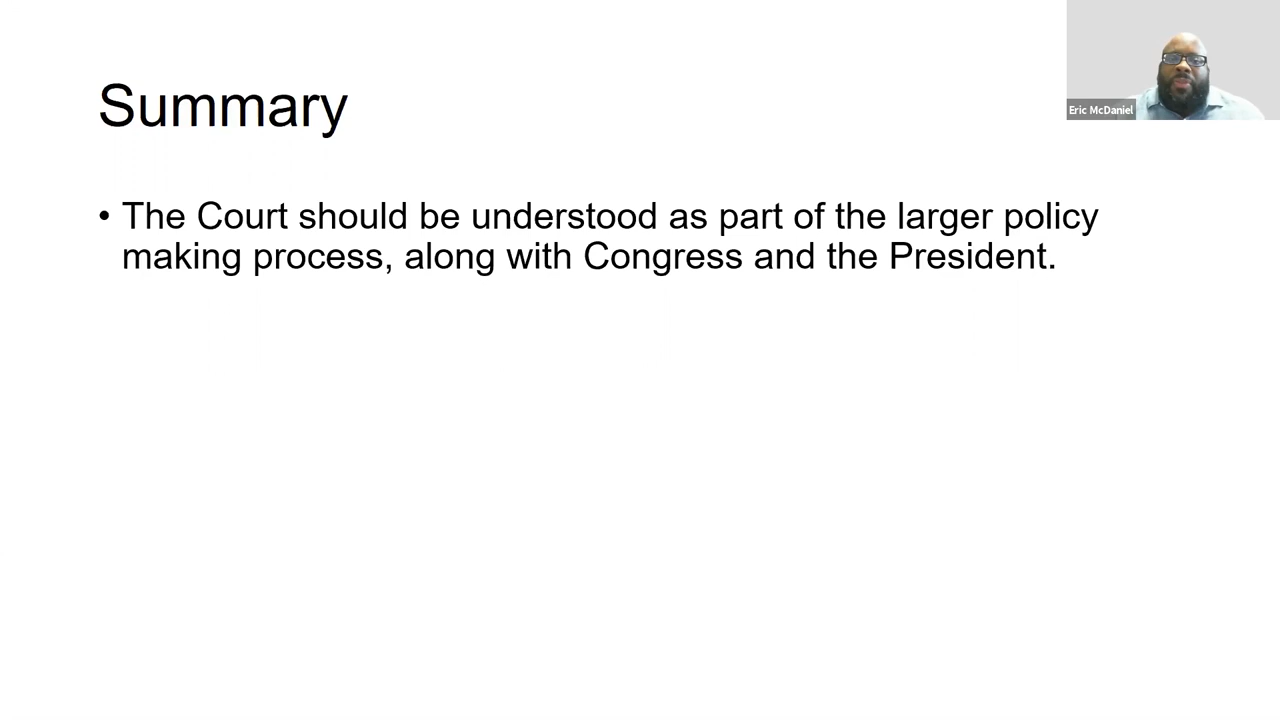 Summary
• The Court should be understood as part of the larger policy
making process, along with Congress and the President.
Eric McDaniel